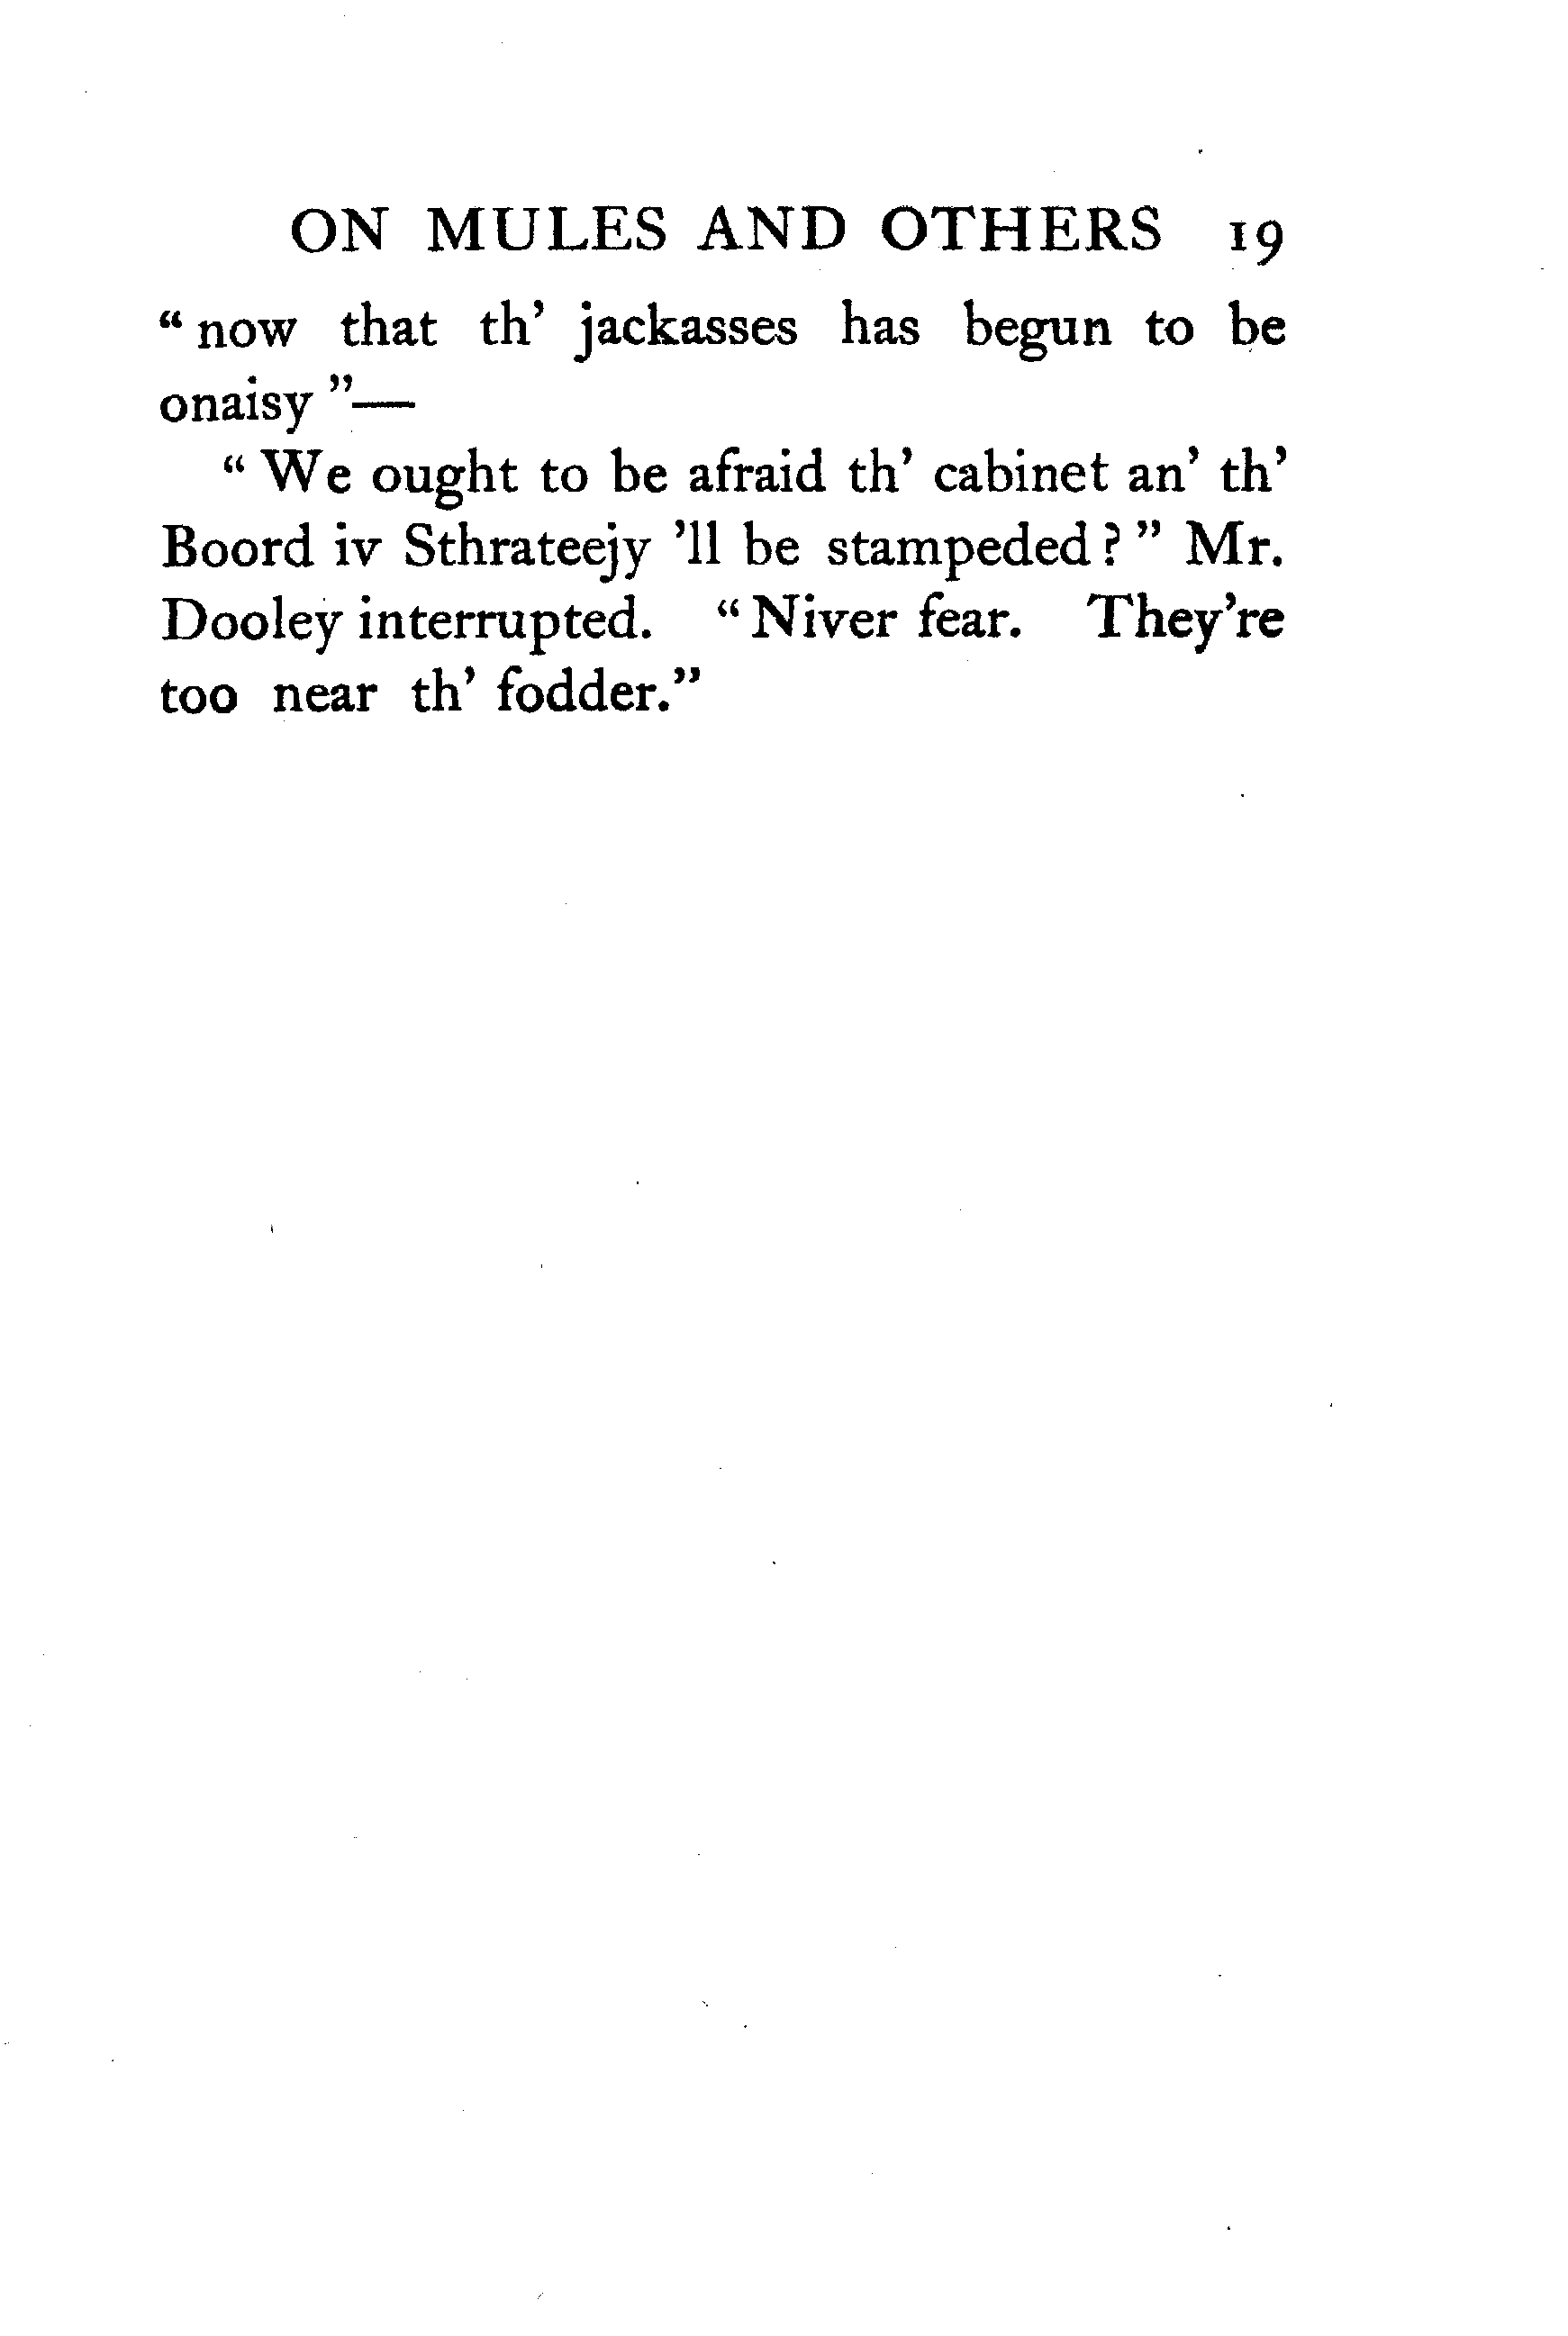 ON MULES AND OTHERS 19
“ now that th’ jackasses has begun to be
onaisy ”—
“ We ought to be afraid th’ cabinet an’ th’
Boord iv Sthrateejy ’ll be stampeded ? ” Mr.
Dooley interrupted. “ Niver fear. They’re
too near th’ fodder.”